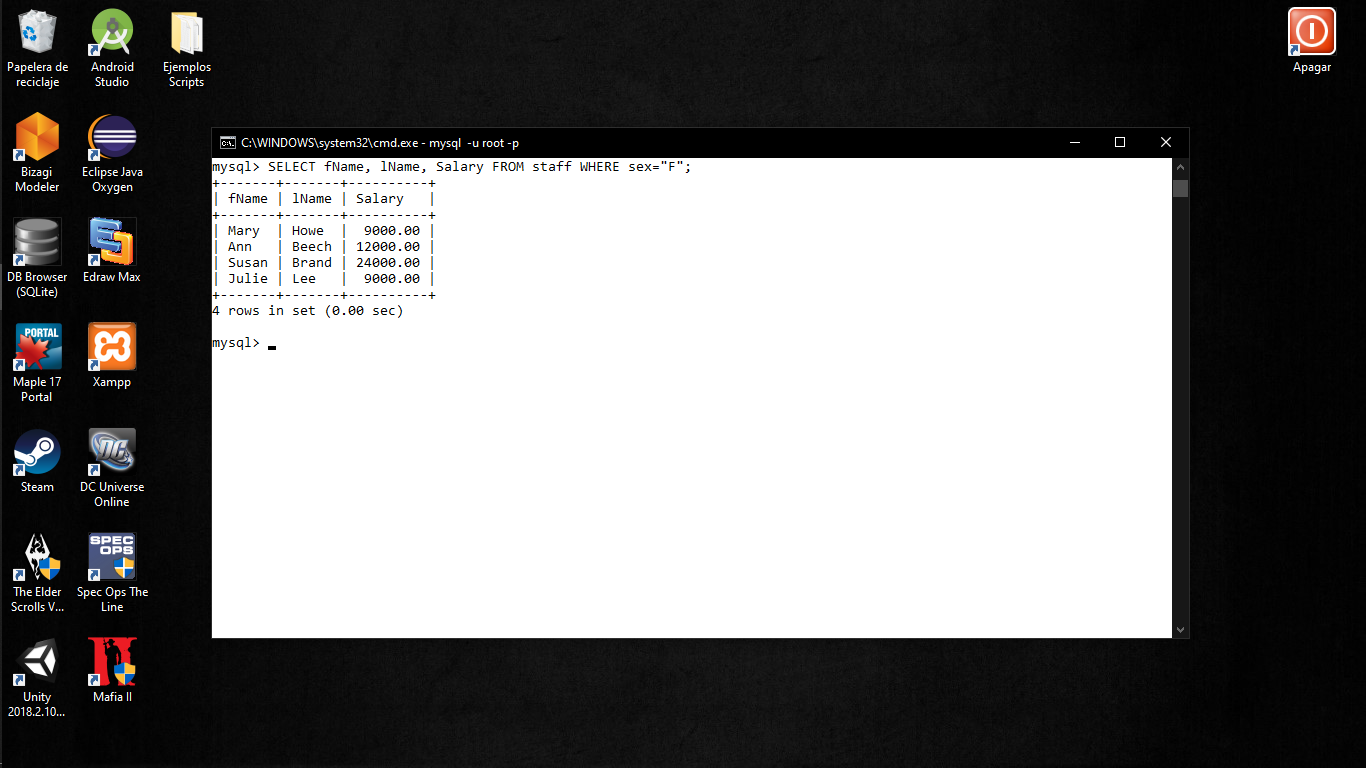 Papelera de
reciclaje
Android
Studio
Ejemplos
Scripts
Apagar
Bizagi
Modeler
Eclipse Java
Oxygen
DB Browser
(SQLite)
Edraw Max
PORTAL
Maple 17
Portal
Xampp
Steam
DC
DC Universe
Online
The Elder
Scrolls V...
SPEC
OPS
Spec Ops The
Line
Unity
2018.2.10...
Mafia II
C:\WINDOWS\system32\cmd.exe - mysql  -u root -p
mysql> SELECT fName, lName, Salary FROM staff WHERE sex="F";
+-------+-------+----------+
| fName | lName | Salary   |
+-------+-------+----------+
| Mary  | Howe  |  9000.00 |
| Ann   | Beech | 12000.00 |
| Susan | Brand | 24000.00 |
| Julie | Lee   |  9000.00 |
+-------+-------+----------+
4 rows in set (0.00 sec)
mysql> _